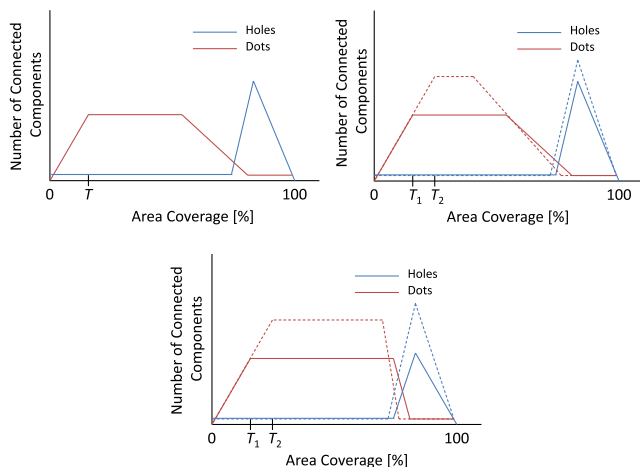 Number of Connected
Components
Holes
Dots
0
T
100
Area Coverage [%]
Number of Connected
Components
Holes
Dots
0
T1
T2
100
Area Coverage [%]
Number of Connected
Components
Holes
Dots
0
T1
T2
100
Area Coverage [%]